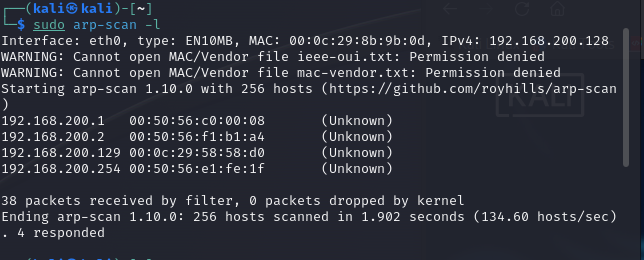 ┌──(kali㉿kali)-[~]
└─$ sudo arp-scan -l
Interface: eth0, type: EN10MB, MAC: 00:0c:29:8b:9b:0d, IPv4: 192.168.200.128
WARNING: Cannot open MAC/Vendor file ieee-oui.txt: Permission denied
WARNING: Cannot open MAC/Vendor file mac-vendor.txt: Permission denied
Starting arp-scan 1.10.0 with 256 hosts (https://github.com/royhills/arp-scan
)
192.168.200.1   00:50:56:c0:00:08       (Unknown)
192.168.200.2   00:50:56:f1:b1:a4       (Unknown)
192.168.200.129 00:0c:29:58:58:d0       (Unknown)
192.168.200.254 00:50:56:e1:fe:1f       (Unknown)
38 packets received by filter, 0 packets dropped by kernel
Ending arp-scan 1.10.0: 256 hosts scanned in 1.902 seconds (134.60 hosts/sec)
. 4 responded